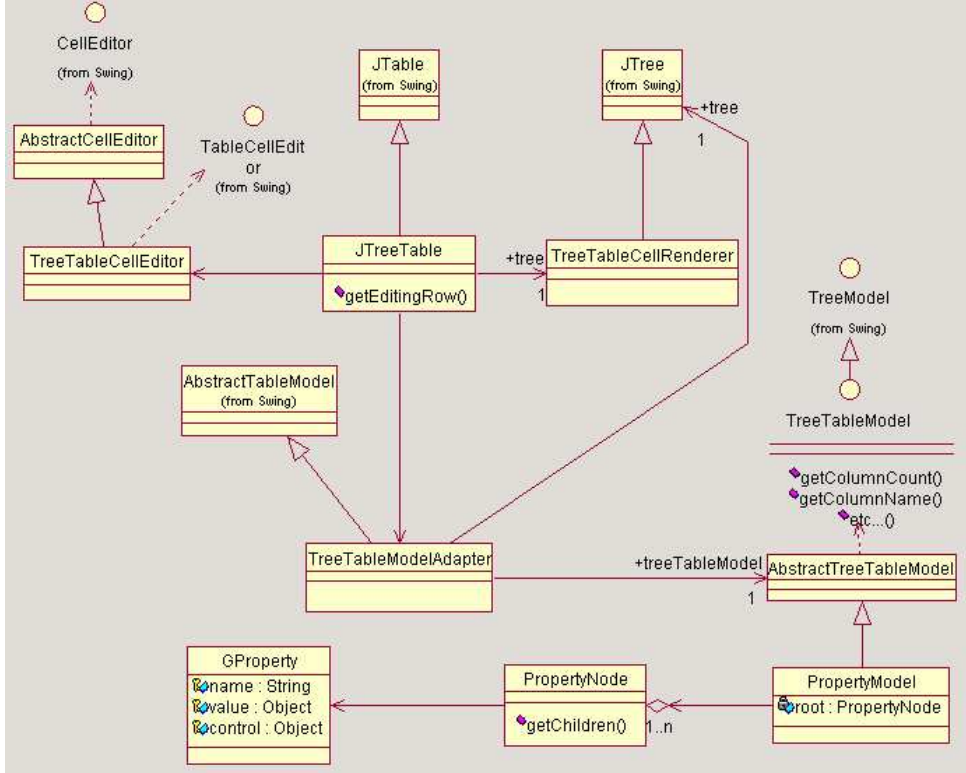 CellEditor
(from Swing)
JTable
(from Swing)
JTree
(from Swing)
+tree
1
AbstractCellEditor
TableCellEdit
or
(from Swing)
TreeTableCellEditor
JTreeTable
getEditingRow()
+tree
1
TreeTableCellRenderer
TreeModel
(from Swing)
AbstractTableModel
(from Swing)
TreeTableModel
getColumnCount()
getColumnName()
etc...()
TreeTableModelAdapter
+treeTableModel
1
AbstractTreeTableModel
GProperty
name : String
value : Object
control : Object
PropertyNode
getChildren()
1..n
PropertyModel
root : PropertyNode